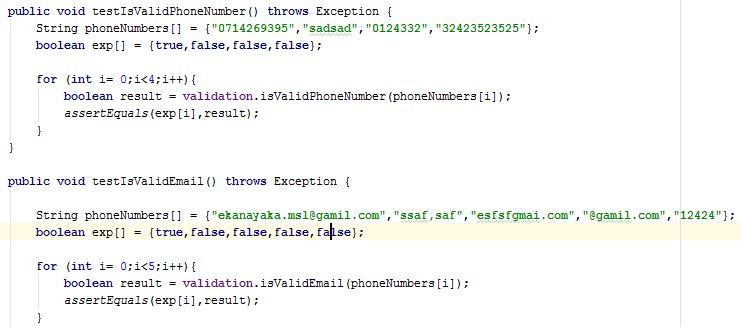 public void testIsValidPhoneNumber() throws Exception {
String phoneNumbers[] = {"0714269395","sadsad","0124332","32423523525"};
boolean exp[] = {true,false,false,false};
for (int i= 0;i<4;i++){
boolean result = validation.isValidPhoneNumber(phoneNumbers[i]);
assertEquals(exp[i],result);
}
}
public void testIsValidEmail() throws Exception {
String phoneNumbers[] = {"ekanayaka.msl@gamil.com","ssaf,saf","esfsfgmai.com","@gamil.com","12424"};
boolean exp[] = {true,false,false,false,false};
for (int i= 0;i<5;i++){
boolean result = validation.isValidEmail(phoneNumbers[i]);
assertEquals(exp[i],result);
}